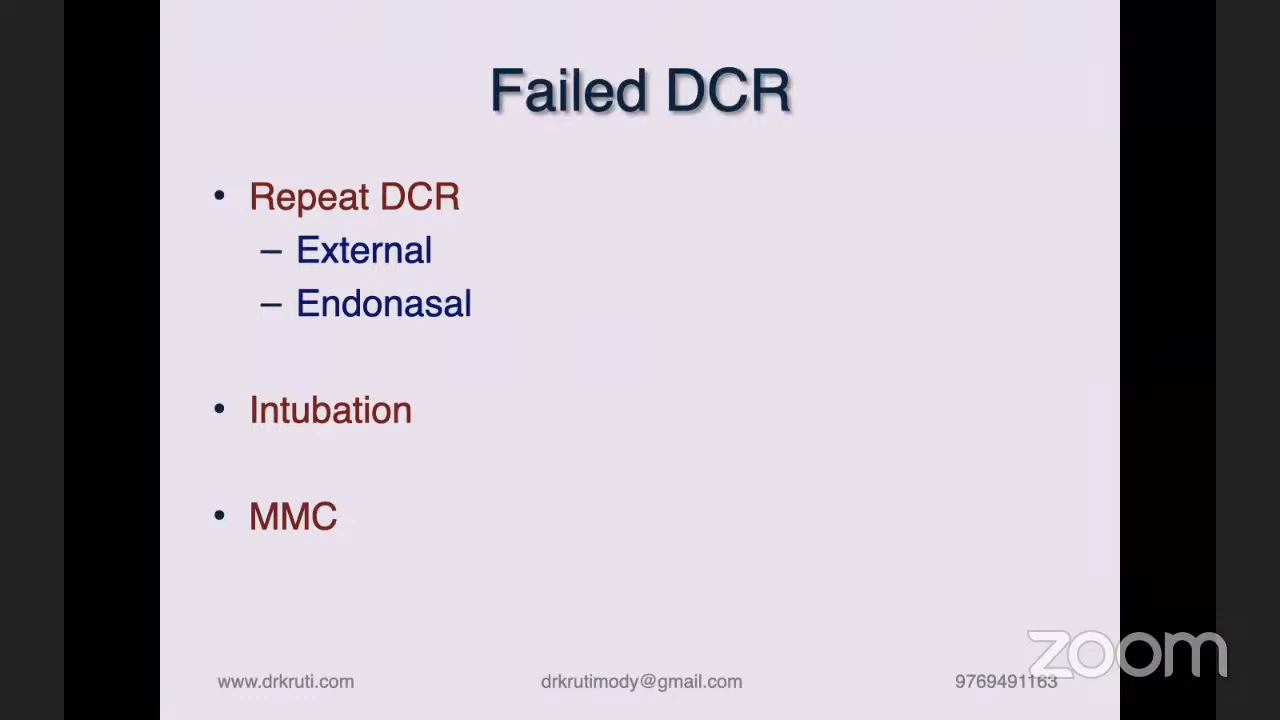 Failed DCR
• Repeat DCR
– External
– Endonasal
• Intubation
• MMC
www.drkruti.com drkrutimody@gmail.com 9769491163
zoom